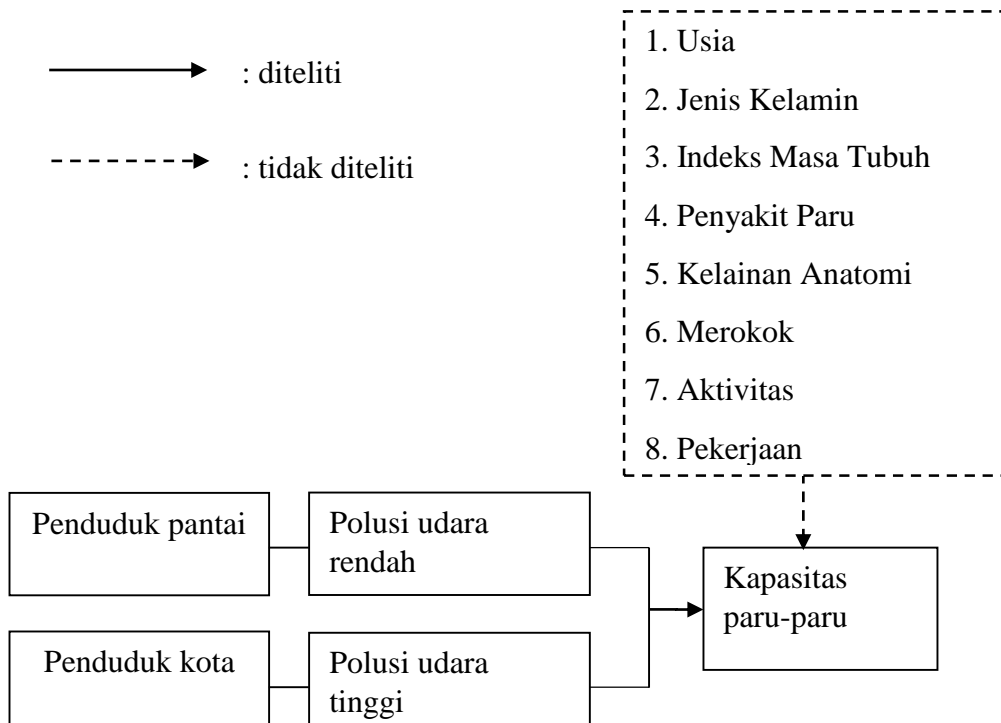 : diteliti
: tidak diteliti
1. Usia
2. Jenis Kelamin
3. Indeks Masa Tubuh
4. Penyakit Paru
5. Kelainan Anatomi
6. Merokok
7. Aktivitas
8. Pekerjaan
Penduduk pantai
Polusi udara
rendah
Kapasitas
paru-paru
Penduduk kota
Polusi udara
tinggi